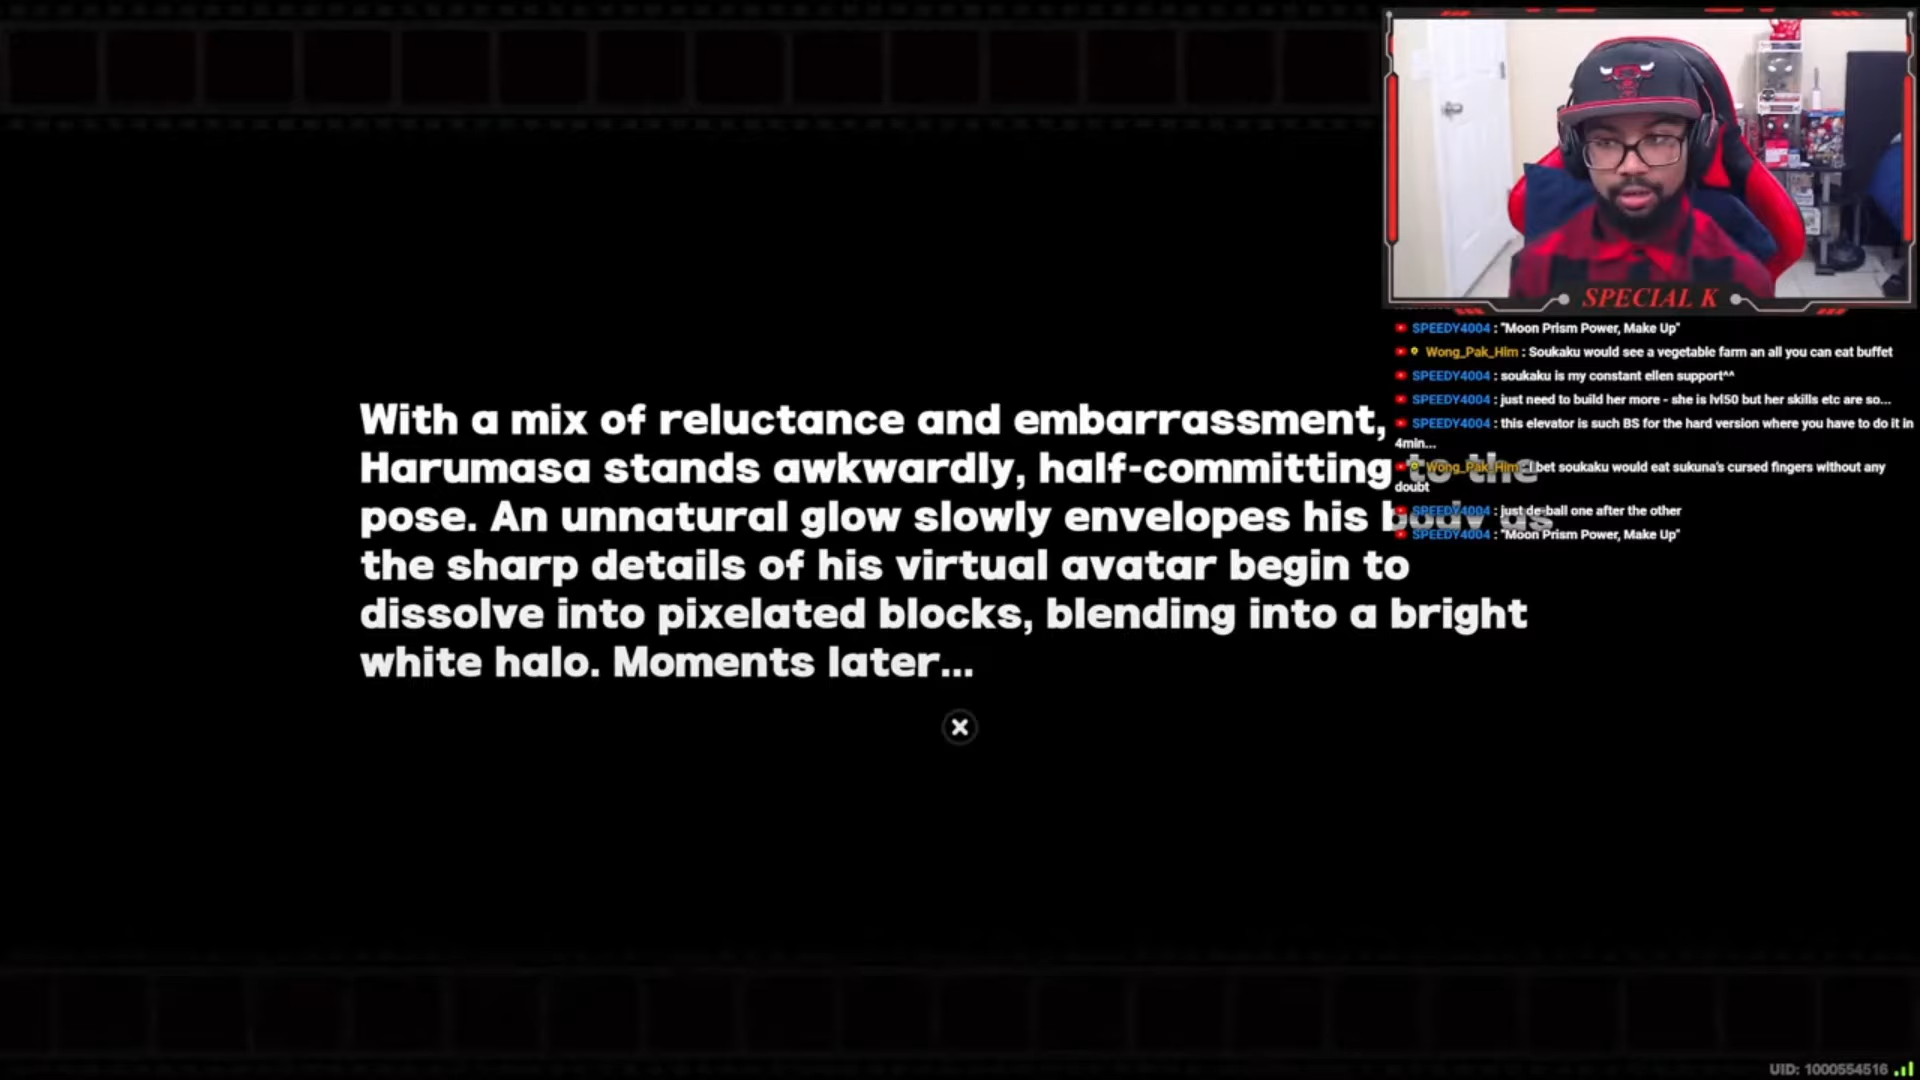 SPECIAL K
SPEEDY4004 : "Moon Prism Power, Make Up"
Wong_Pak_Him : Soukaku would see a vegetable farm an all you can eat buffet
SPEEDY4004 : soukaku is my constant ellen support^^
SPEEDY4004 : just need to build her more - she is lvl50 but her skills etc are so...
SPEEDY4004 : this elevator is such BS for the hard version where you have to do it in
4min...
Wong_Pak_Him : I bet soukaku would eat sukuna's cursed fingers without any
doubt
SPEEDY4004 : just de-ball one after the other
SPEEDY4004 : "Moon Prism Power, Make Up"
With a mix of reluctance and embarrassment,
Harumasa stands awkwardly, half-committing to the
pose. An unnatural glow slowly envelopes his body as
the sharp details of his virtual avatar begin to
dissolve into pixelated blocks, blending into a bright
white halo. Moments later...
UID: 1000554516